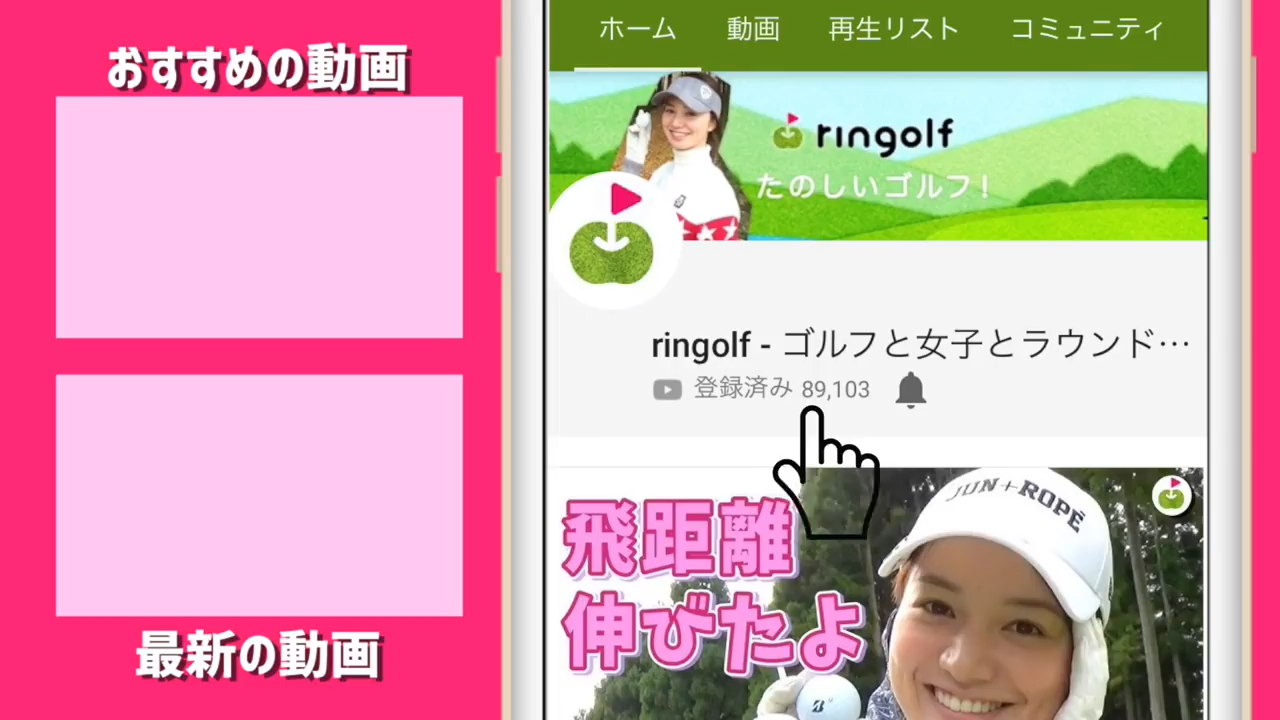 おすすめの動画
最新の動画
ホーム 動画 再生リスト コミュニティ
ringolf
たのしいゴルフ!
ringolf - ゴルフと女子とラウンド…
登録済み 89,103
JUN+ROPÉ
飛距離
伸びたよ
B